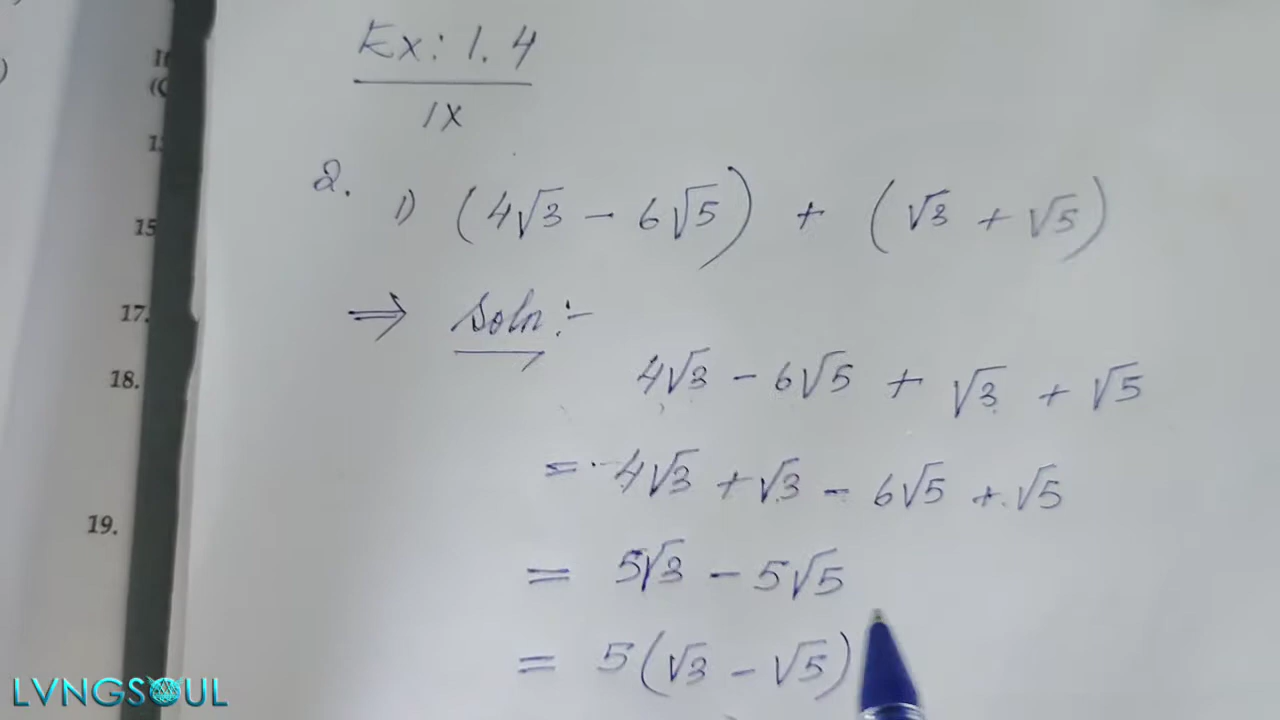 Ex: 1.4
IX
2. i) (4√3 - 6√5) + (√3 + √5)
⇒ Soln:-
4√3 - 6√5 + √3 + √5
= 4√3 + √3 - 6√5 + √5
= 5√3 - 5√5
= 5(√3 - √5)
15.
17.
18.
19.
LVNGSOUL